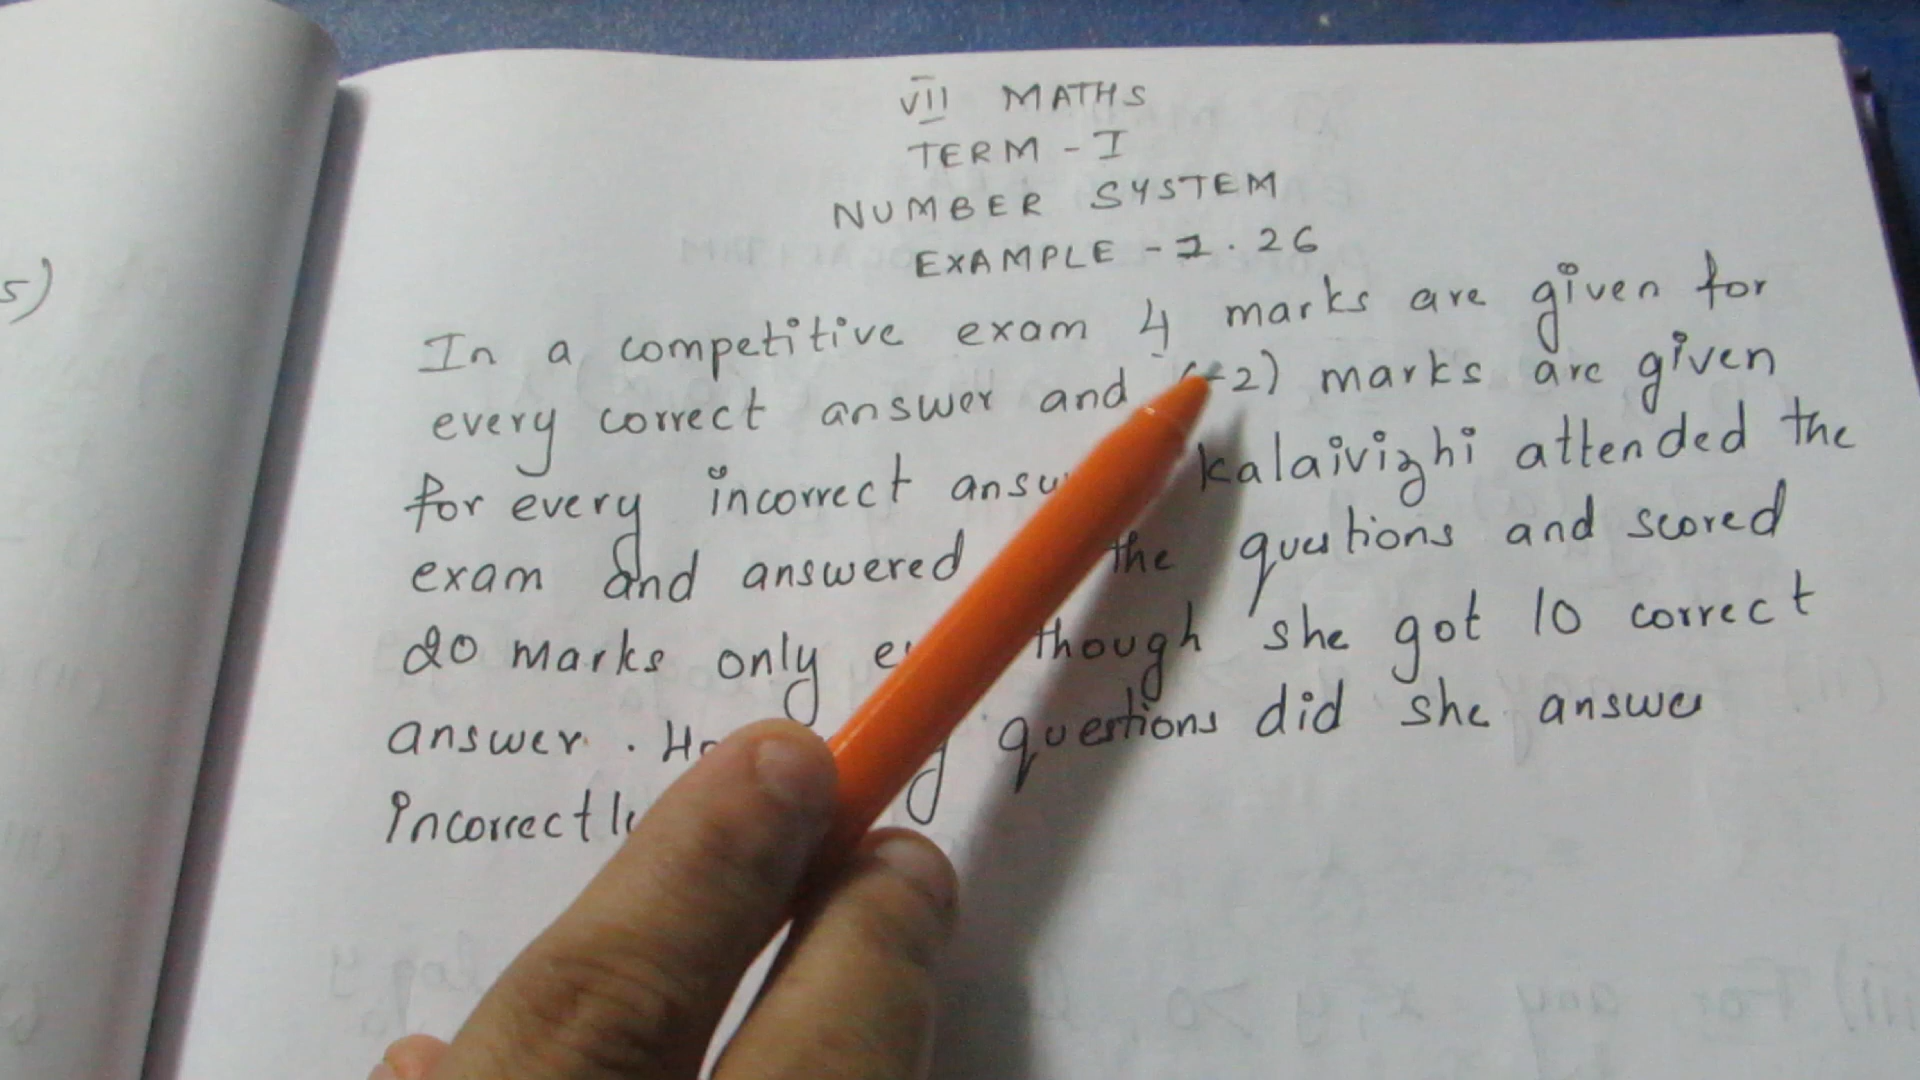 5)
VII MATHS
TERM - I
NUMBER SYSTEM
EXAMPLE - 1.26
In a competitive exam 4 marks are given for
every correct answer and (-2) marks are given
for every incorrect kalaivizhi attended the
exam and answered the questions and scored
20 marks only though she got 10 correct
answer. questions did she answer